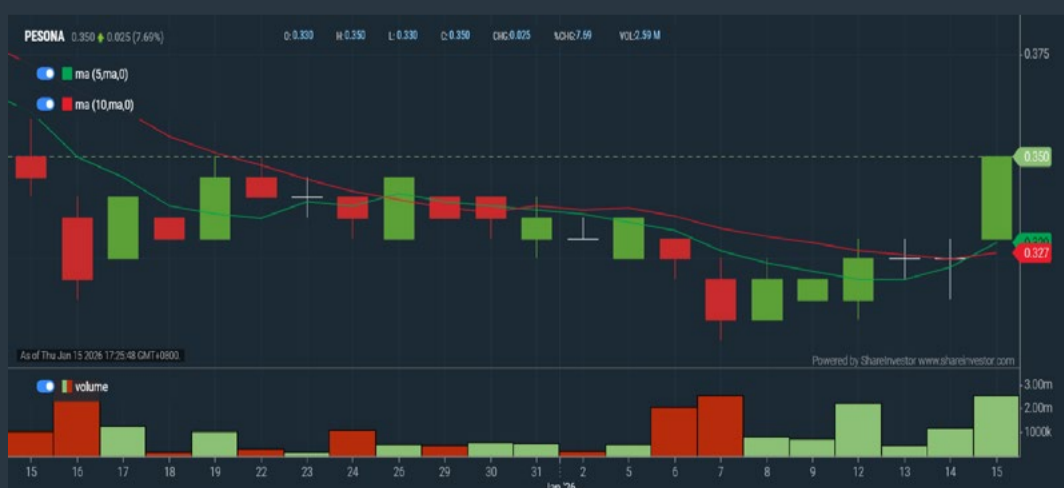 PESONA 0.350 0.025 (7.69%) O: 0.330 H: 0.350 L: 0.330 C: 0.350 CHG:0.025 %CHG:7.69 VOL:2.59 M
0.375
ma (5,ma,0)
ma (10,ma,0)
0.350
0.327
As of Thu Jan 15 2026 17:25:48 GMT+0800.
Powered by ShareInvestor www.shareinvestor.com
volume
3.00m
2.00m
1000k
15 16 17 18 19 22 23 24 26 29 30 31 2 5 6 7 8 9 12 13 14 15
Jan '26